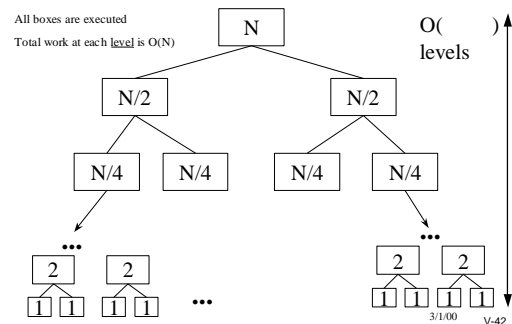 All boxes are executed
Total work at each level is O(N)
N
O(      )
levels
N/2 N/2
N/4 N/4 N/4 N/4
... ...
2 2 2 2
1 1 1 1 ... 1 1 1 1
3/1/00
V-42